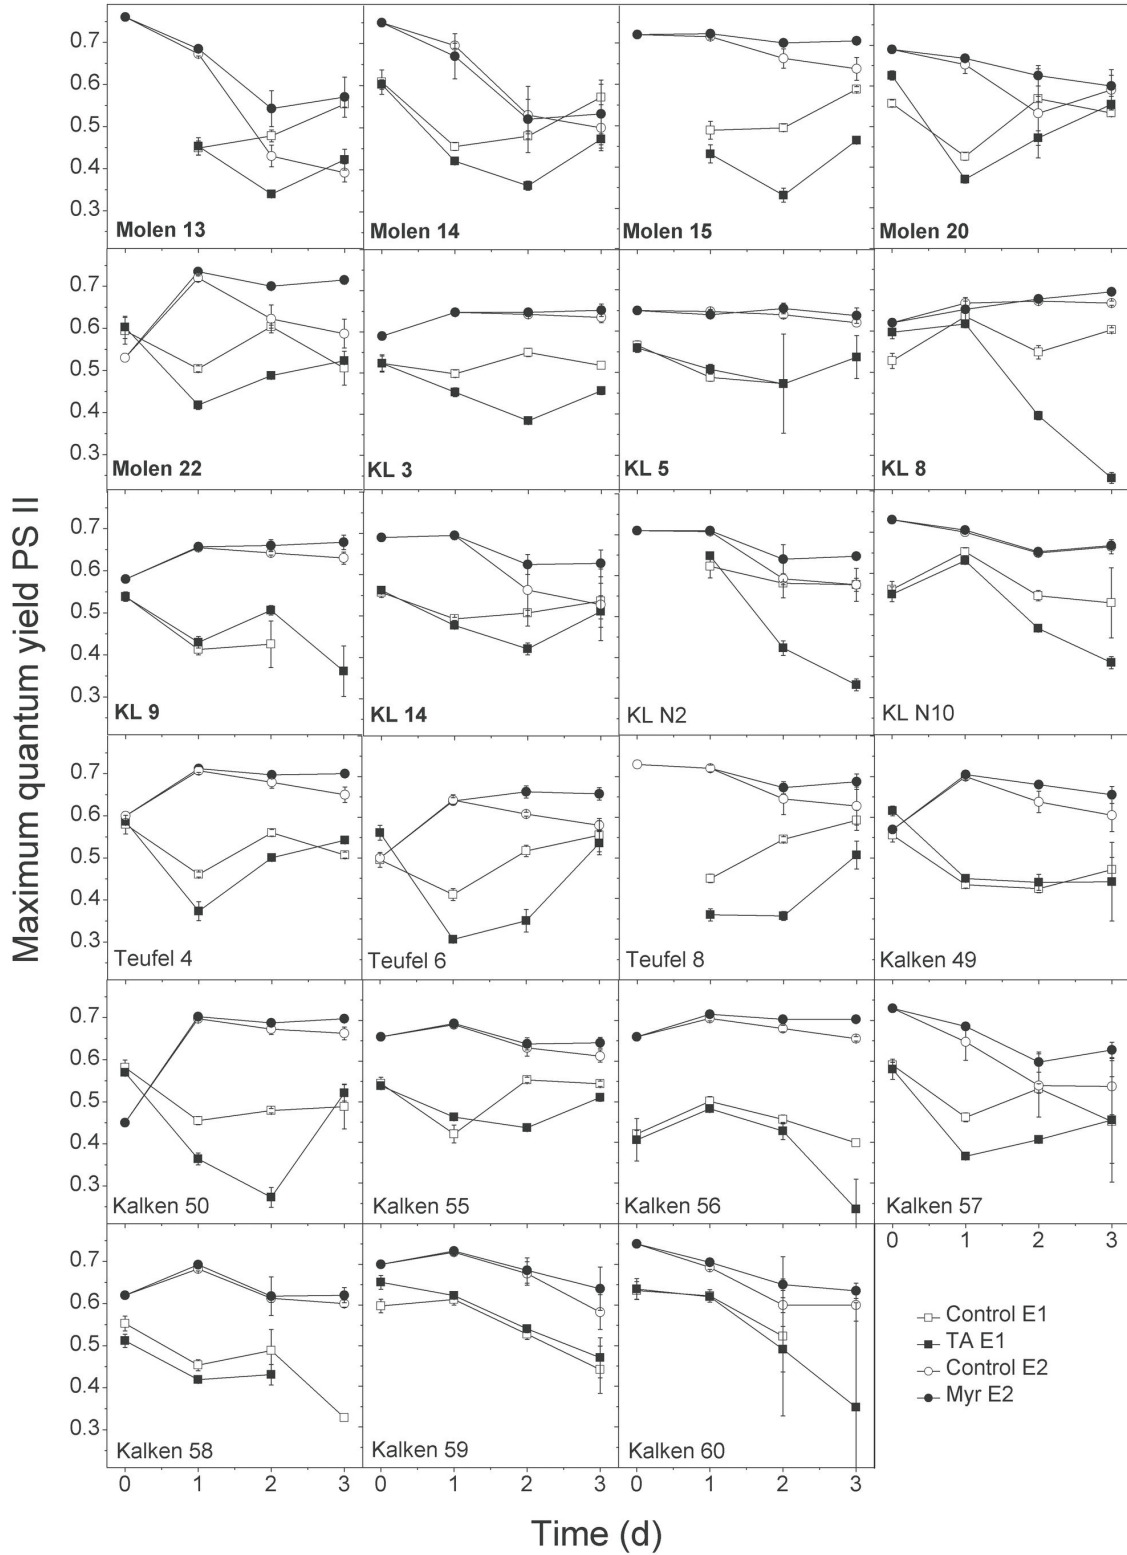 Maximum quantum yield PS II
0.7
0.6
0.5
0.4
0.3
Molen 13
Molen 14
Molen 15
Molen 20
0.7
0.6
0.5
0.4
0.3
Molen 22
KL 3
KL 5
KL 8
0.7
0.6
0.5
0.4
0.3
KL 9
KL 14
KL N2
KL N10
0.7
0.6
0.5
0.4
0.3
Teufel 4
Teufel 6
Teufel 8
Kalken 49
0.7
0.6
0.5
0.4
0.3
Kalken 50
Kalken 55
Kalken 56
Kalken 57
0 1 2 3
0.7
0.6
0.5
0.4
0.3
Kalken 58
Kalken 59
Kalken 60
Control E1
TA E1
Control E2
Myr E2
0 1 2 3 0 1 2 3 0 1 2 3
Time (d)